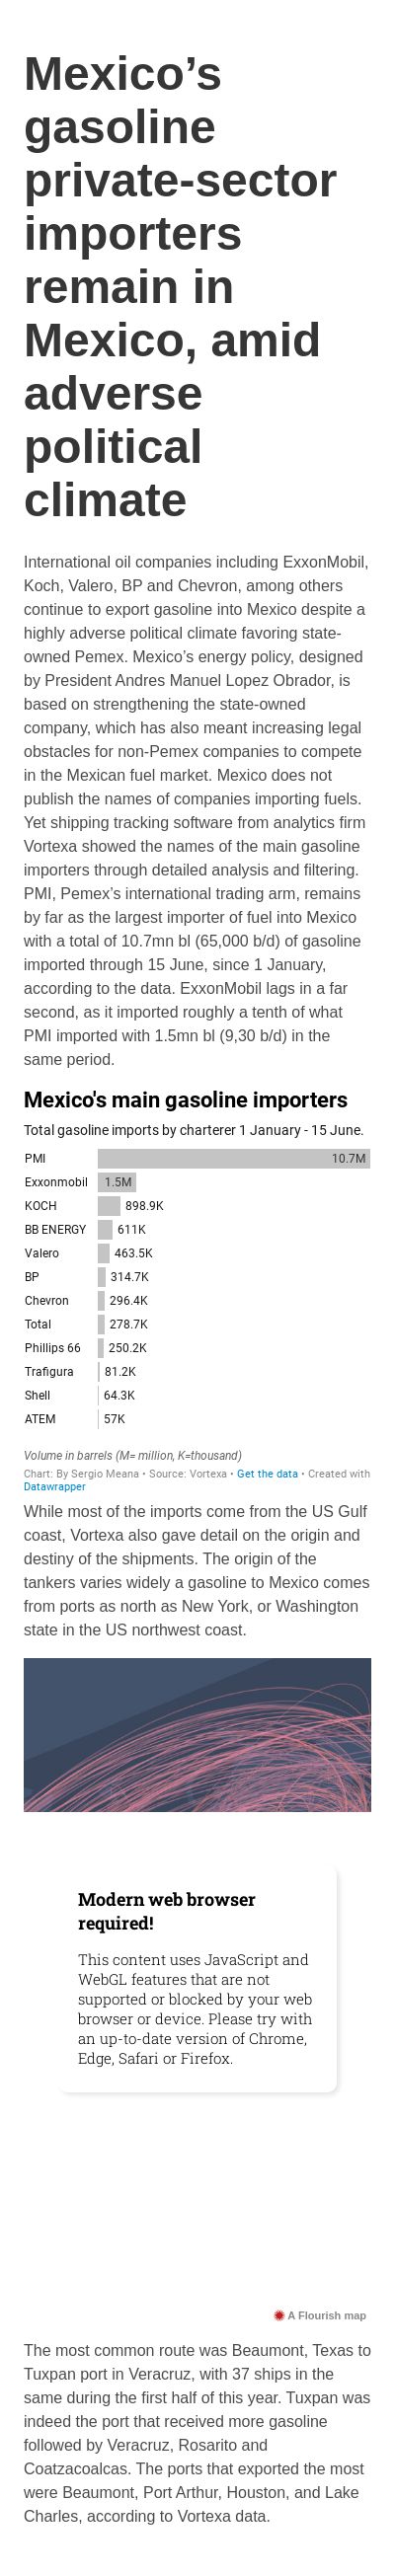 Mexico’s
gasoline
private-sector
importers
remain in
Mexico, amid
adverse
political
climate
International oil companies including ExxonMobil,
Koch, Valero, BP and Chevron, among others
continue to export gasoline into Mexico despite a
highly adverse political climate favoring state-
owned Pemex. Mexico’s energy policy, designed
by President Andres Manuel Lopez Obrador, is
based on strengthening the state-owned
company, which has also meant increasing legal
obstacles for non-Pemex companies to compete
in the Mexican fuel market. Mexico does not
publish the names of companies importing fuels.
Yet shipping tracking software from analytics firm
Vortexa showed the names of the main gasoline
importers through detailed analysis and filtering.
PMI, Pemex’s international trading arm, remains
by far as the largest importer of fuel into Mexico
with a total of 10.7mn bl (65,000 b/d) of gasoline
imported through 15 June, since 1 January,
according to the data. ExxonMobil lags in a far
second, as it imported roughly a tenth of what
PMI imported with 1.5mn bl (9,30 b/d) in the
same period.
Mexico's main gasoline importers
Total gasoline imports by charterer 1 January - 15 June.
PMI 10.7M
Exxonmobil 1.5M
KOCH 898.9K
BB ENERGY 611K
Valero 463.5K
BP 314.7K
Chevron 296.4K
Total 278.7K
Phillips 66 250.2K
Trafigura 81.2K
Shell 64.3K
ATEM 57K
Volume in barrels (M= million, K=thousand)
Chart: By Sergio Meana • Source: Vortexa • Get the data • Created with
Datawrapper
While most of the imports come from the US Gulf
coast, Vortexa also gave detail on the origin and
destiny of the shipments. The origin of the
tankers varies widely a gasoline to Mexico comes
from ports as north as New York, or Washington
state in the US northwest coast.
Modern web browser
required!
This content uses JavaScript and
WebGL features that are not
supported or blocked by your web
browser or device. Please try with
an up-to-date version of Chrome,
Edge, Safari or Firefox.
A Flourish map
The most common route was Beaumont, Texas to
Tuxpan port in Veracruz, with 37 ships in the
same during the first half of this year. Tuxpan was
indeed the port that received more gasoline
followed by Veracruz, Rosarito and
Coatzacoalcas. The ports that exported the most
were Beaumont, Port Arthur, Houston, and Lake
Charles, according to Vortexa data.